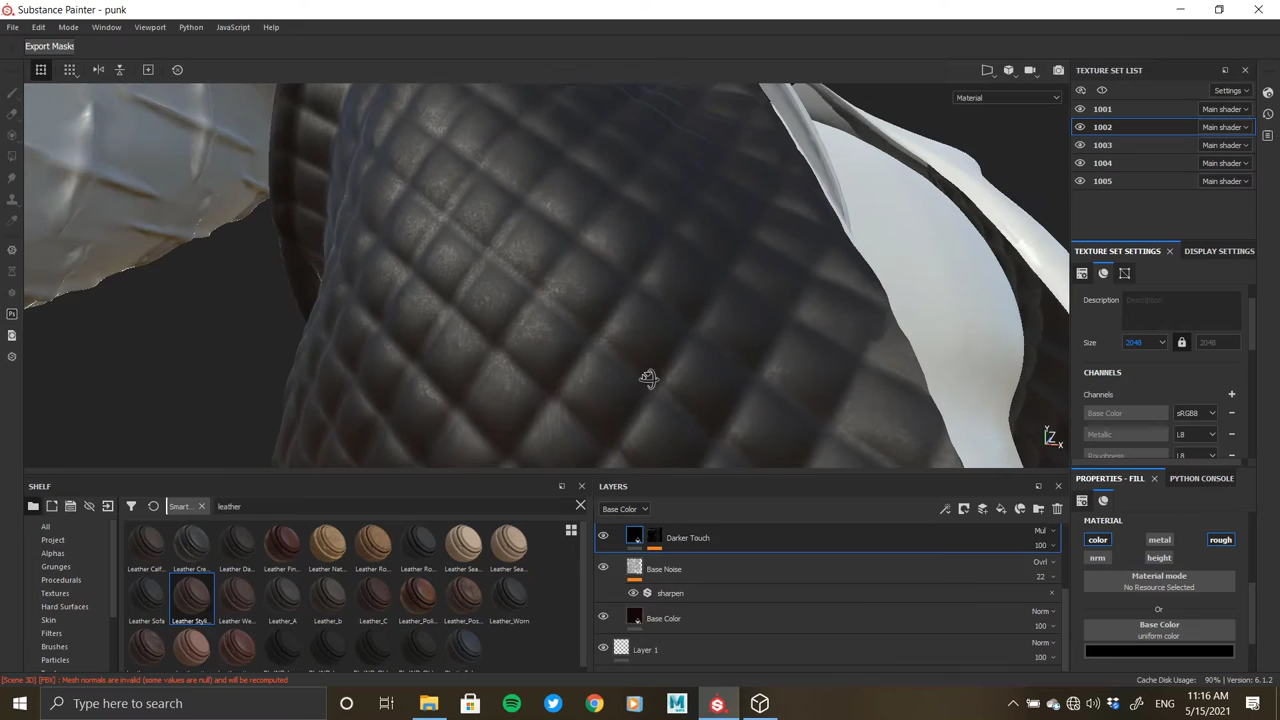 Substance Painter - punk
File Edit Mode Window Viewport Python JavaScript Help
Export Masks
Material
TEXTURE SET LIST
Settings
1001 Main shader
1002 Main shader
1003 Main shader
1004 Main shader
1005 Main shader
TEXTURE SET SETTINGS DISPLAY SETTINGS
Description Description
Size 2048 2048
CHANNELS
Channels
Base Color sRGB8
Metallic L8
Roughness L8
Y
Z
X
SHELF
Smart... leather
All
Project
Alphas
Grunges
Procedurals
Textures
Hard Surfaces
Skin
Filters
Brushes
Particles
Leather Calf... Leather Cre... Leather Da... Leather Fin... Leather Nat... Leather Ro... Leather Ro... Leather Sea... Leather Sea...
Leather Sofa Leather Styli... Leather We... Leather_A Leather_b Leather_C Leather_Poli... Leather_Pos... Leather_Worn
LAYERS
Base Color
Darker Touch Mul 100
Base Noise Ovrl 22
sharpen
Base Color Norm 100
Layer 1 Norm 100
PROPERTIES - FILL PYTHON CONSOLE
MATERIAL
color metal rough
nrm height
Material mode
No Resource Selected
Or
Base Color
uniform color
[Scene 3D] [FBX] : Mesh normals are invalid (some values are null) and will be recomputed
Cache Disk Usage: 90% | Version: 6.1.2
Type here to search
Ps
M
ENG
11:16 AM
5/15/2021